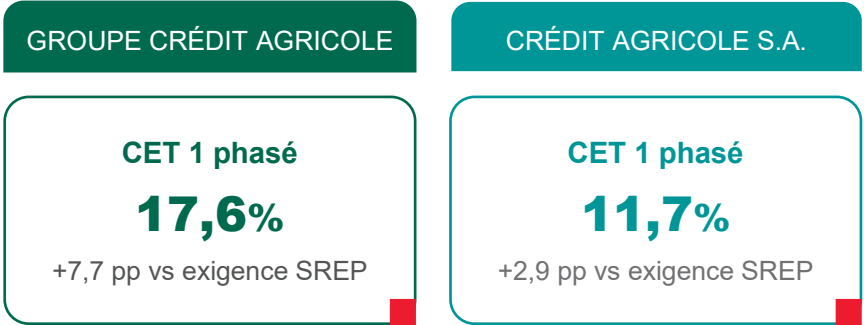 GROUPE CRÉDIT AGRICOLE
CET 1 phasé
17,6%
+7,7 pp vs exigence SREP
CRÉDIT AGRICOLE S.A.
CET 1 phasé
11,7%
+2,9 pp vs exigence SREP